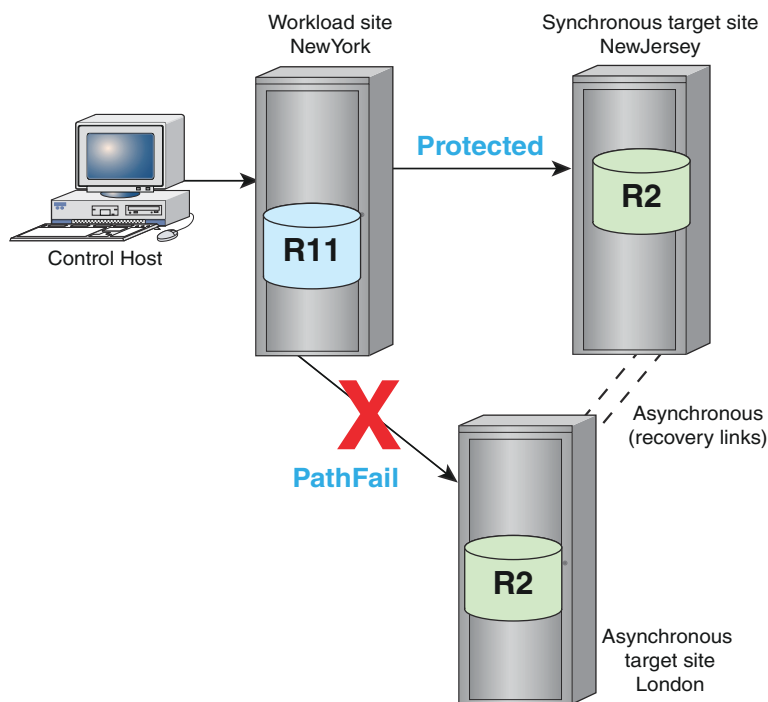 Workload site
NewYork
Synchronous target site
NewJersey
Protected
R2
R11
Control Host
Asynchronous
(recovery links)
PathFail
R2
Asynchronous
target site
London